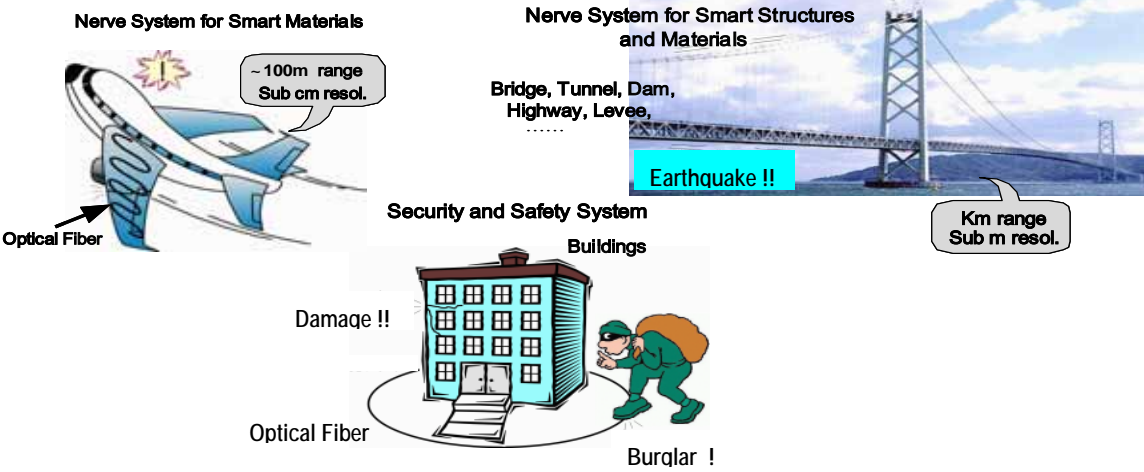 Nerve System for Smart Materials
!
~100m range
Sub cm resol.
Optical Fiber
Nerve System for Smart Structures
and Materials
Bridge, Tunnel, Dam,
Highway, Levee,
......
Earthquake !!
Km range
Sub m resol.
Security and Safety System
Buildings
Damage !!
Optical Fiber
Burglar !